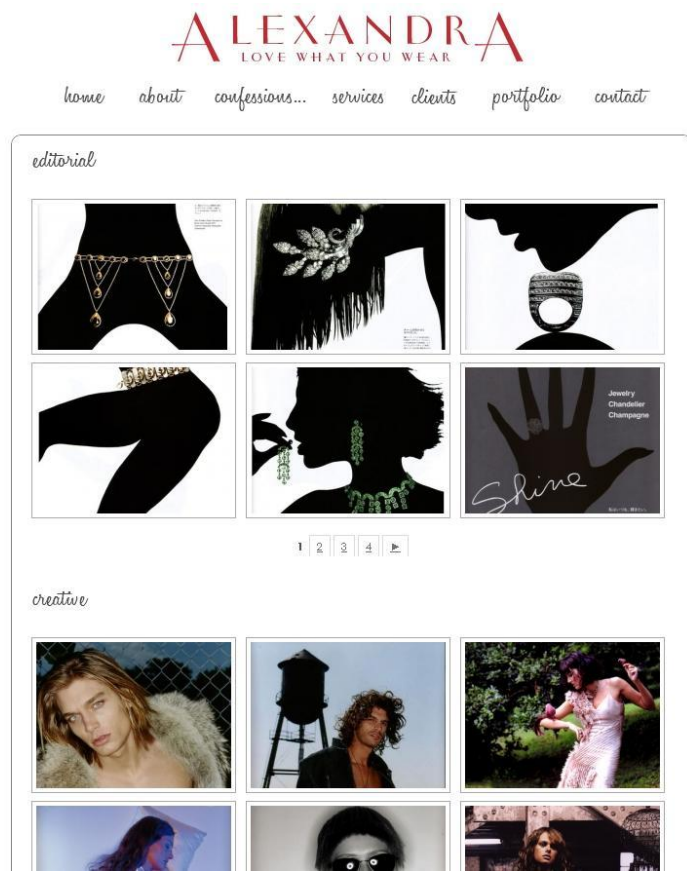 ALEXANDRA
LOVE WHAT YOU WEAR
home about confessions... services clients portfolio contact
editorial
Jewelry
Chandelier
Champagne
Shine
1 2 3 4
creative